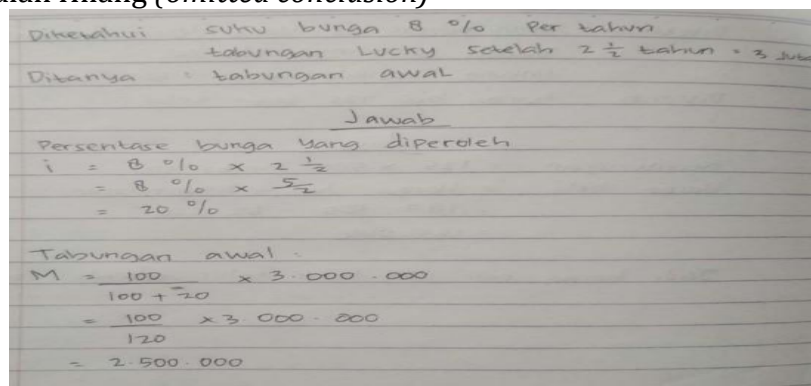 (omitted conclusion)
Diketahui suku bunga 8 % Per tahun
tabungan Lucky setelah 2 1/2 tahun = 3 juta
Ditanya : tabungan awal
Jawab
Persentase bunga yang diperoleh
i = 8 % × 2 1/2
= 8 % × 5/2
= 20 %
Tabungan awal :
M = 100/100 + 20 × 3.000.000
= 100/120 × 3.000.000
= 2.500.000